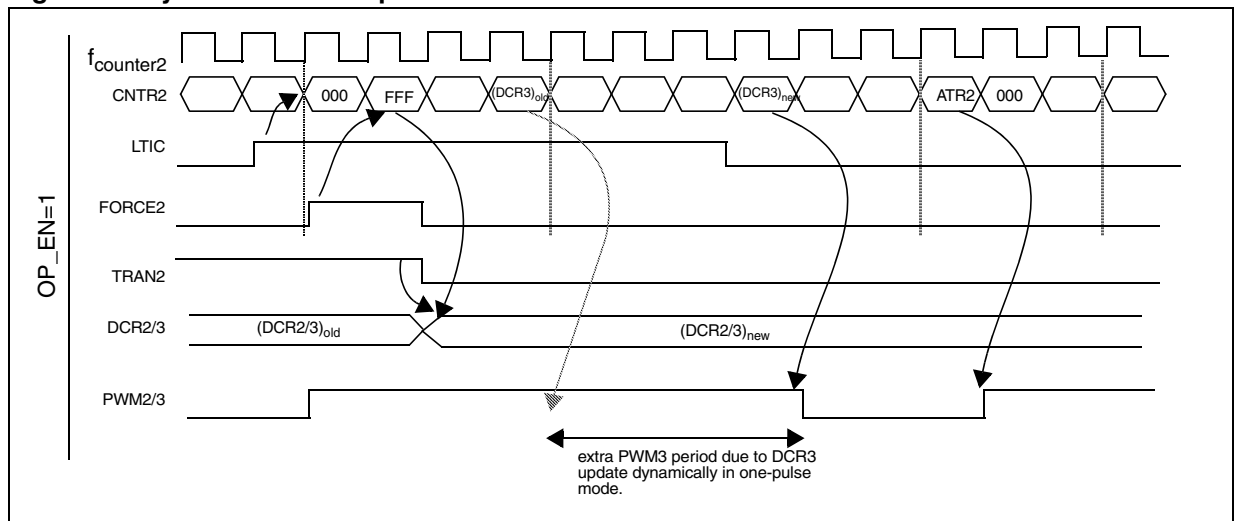 OP_EN=1
fcounter2
CNTR2
000
FFF
(DCR3)old
(DCR3)new
ATR2
000
LTIC
FORCE2
TRAN2
DCR2/3
(DCR2/3)old
(DCR2/3)new
PWM2/3
extra PWM3 period due to DCR3
update dynamically in one-pulse
mode.